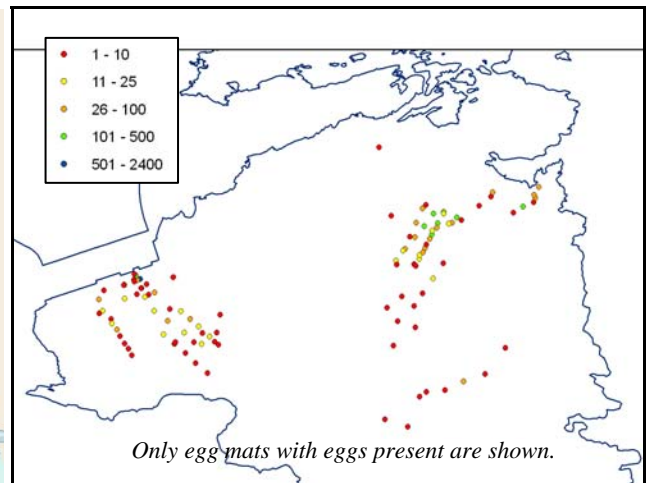 1 - 10
11 - 25
26 - 100
101 - 500
501 - 2400
Only egg mats with eggs present are shown.